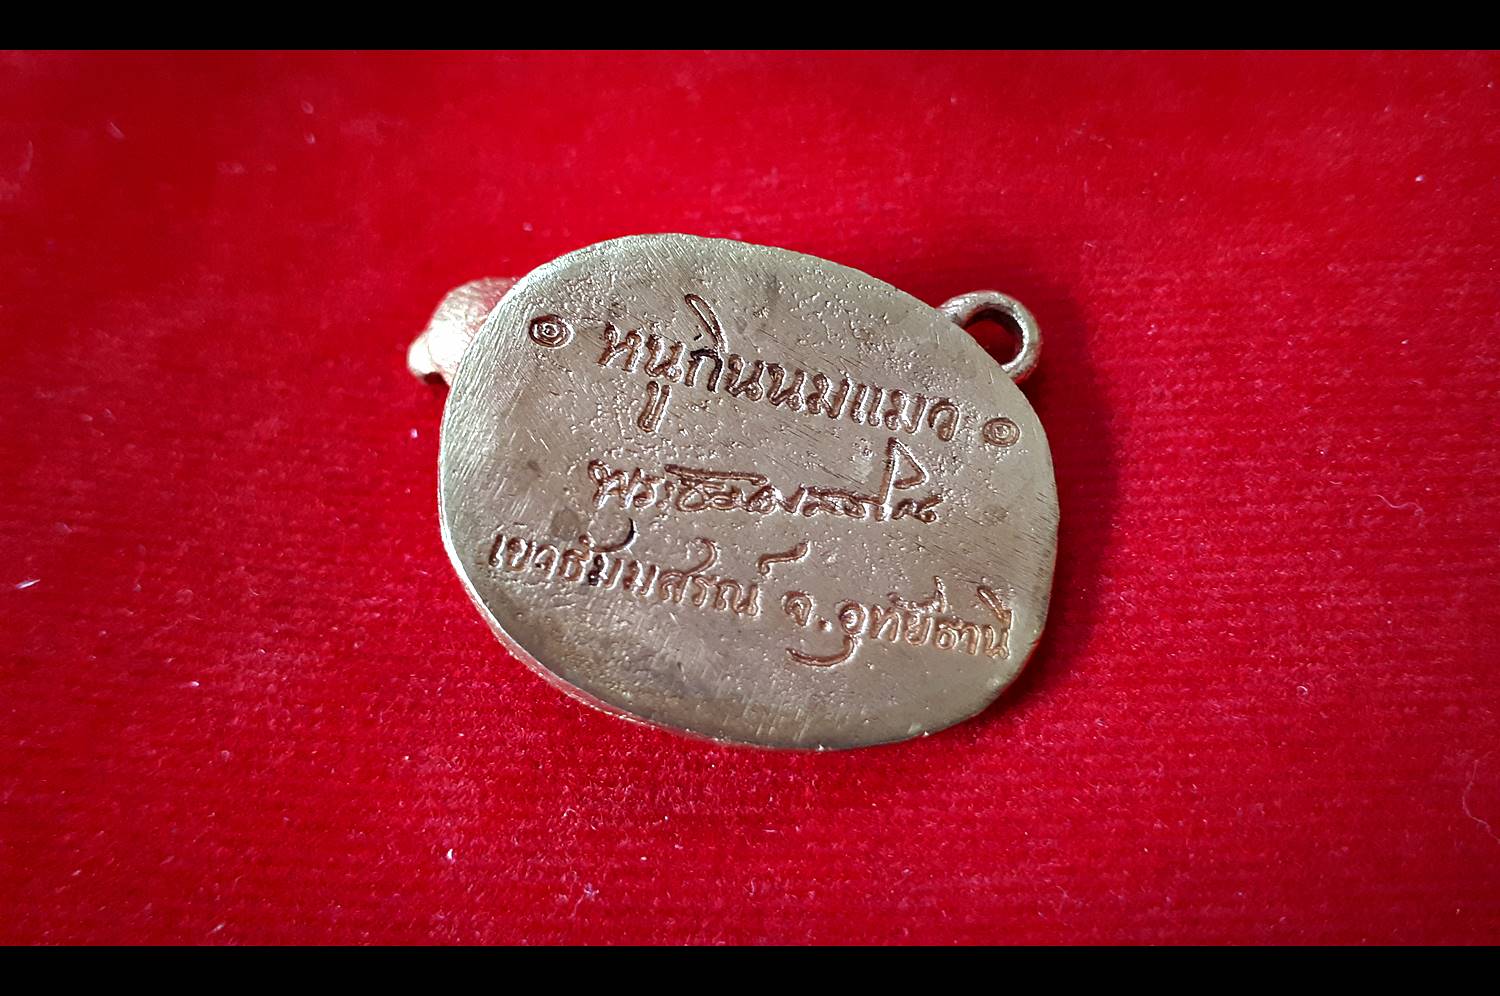 หนูกินนมแมว
เขาธัมมสรณ์ จ.อุทัยธานี